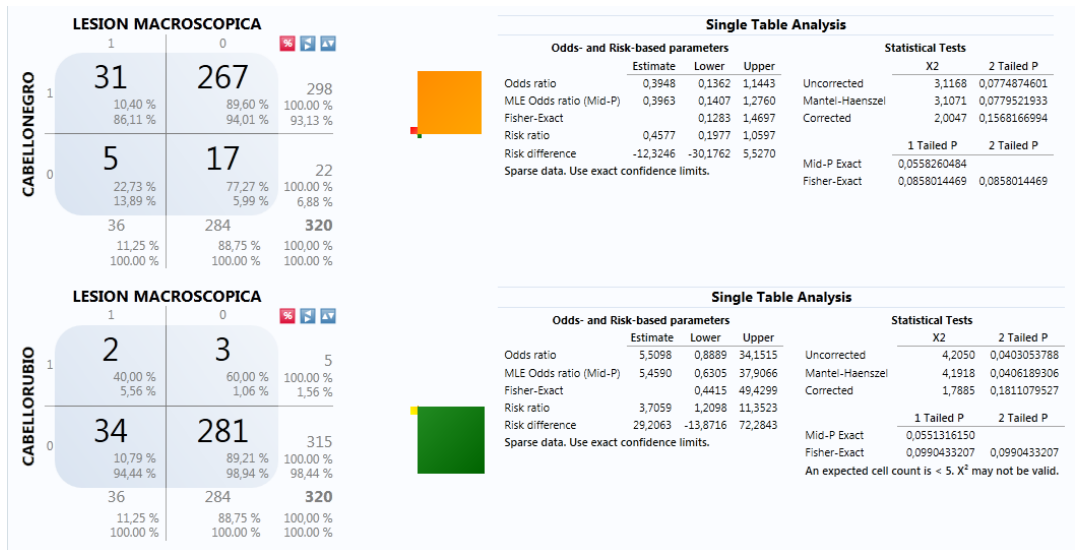 LESION MACROSCOPICA
1 0 %
CABELLONEGRO
1 31 267 298
10,40 % 89,60 % 100.00 %
86,11 % 94,01 % 93,13 %
0 5 17 22
22,73 % 77,27 % 100.00 %
13,89 % 5,99 % 6,88 %
36 284 320
11,25 % 88,75 % 100,00 %
100.00 % 100.00 % 100.00 %
Single Table Analysis
Odds- and Risk-based parameters
Estimate Lower Upper
Odds ratio 0,3948 0,1362 1,1443
MLE Odds ratio (Mid-P) 0,3963 0,1407 1,2760
Fisher-Exact 0,1283 1,4697
Risk ratio 0,4577 0,1977 1,0597
Risk difference -12,3246 -30,1762 5,5270
Sparse data. Use exact confidence limits.
Statistical Tests
X2 2 Tailed P
Uncorrected 3,1168 0,0774874601
Mantel-Haenszel 3,1071 0,0779521933
Corrected 2,0047 0,1568166994
1 Tailed P 2 Tailed P
Mid-P Exact 0,0558260484
Fisher-Exact 0,0858014469 0,0858014469
LESION MACROSCOPICA
1 0 %
CABELLORUBIO
1 2 3 5
40,00 % 60,00 % 100.00 %
5,56 % 1,06 % 1,56 %
0 34 281 315
10,79 % 89,21 % 100.00 %
94,44 % 98,94 % 98,44 %
36 284 320
11,25 % 88,75 % 100,00 %
100.00 % 100.00 % 100.00 %
Single Table Analysis
Odds- and Risk-based parameters
Estimate Lower Upper
Odds ratio 5,5098 0,8889 34,1515
MLE Odds ratio (Mid-P) 5,4590 0,6305 37,9066
Fisher-Exact 0,4415 49,4299
Risk ratio 3,7059 1,2098 11,3523
Risk difference 29,2063 -13,8716 72,2843
Sparse data. Use exact confidence limits.
Statistical Tests
X2 2 Tailed P
Uncorrected 4,2050 0,0403053788
Mantel-Haenszel 4,1918 0,0406189306
Corrected 1,7885 0,1811079527
1 Tailed P 2 Tailed P
Mid-P Exact 0,0551316150
Fisher-Exact 0,0990433207 0,0990433207
An expected cell count is < 5. X² may not be valid.